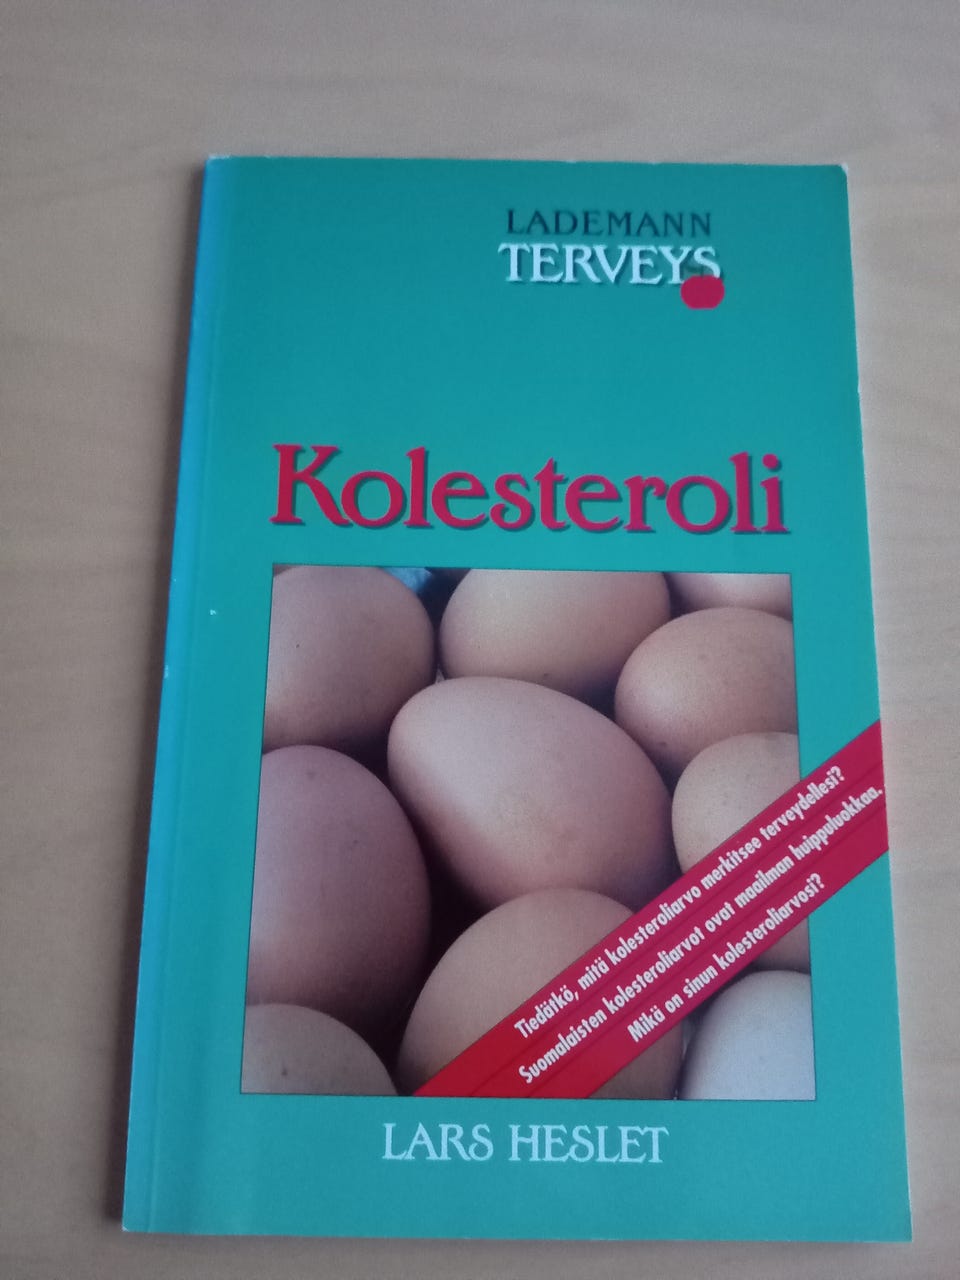 LADEMANN
TERVEYS
Kolesteroli
Tiedätkö, mitä kolesteroliarvo merkitsee terveydellesi?
Suomalaisten kolesteroliarvot ovat maailman huippuluokkaa.
Mikä on sinun kolesteroliarvosi?
LARS HESLET